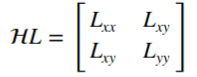 ℋL = [ L_xx  L_xy
L_xy  L_yy ]